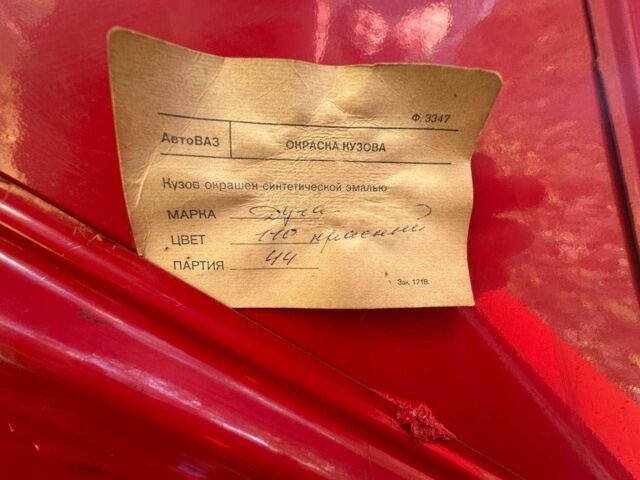 Ф. 3347
АвтоВАЗ ОКРАСКА КУЗОВА
Кузов окрашен синтетической эмалью
МАРКА
ЦВЕТ 110 красный
ПАРТИЯ 44
Зак. 1718.